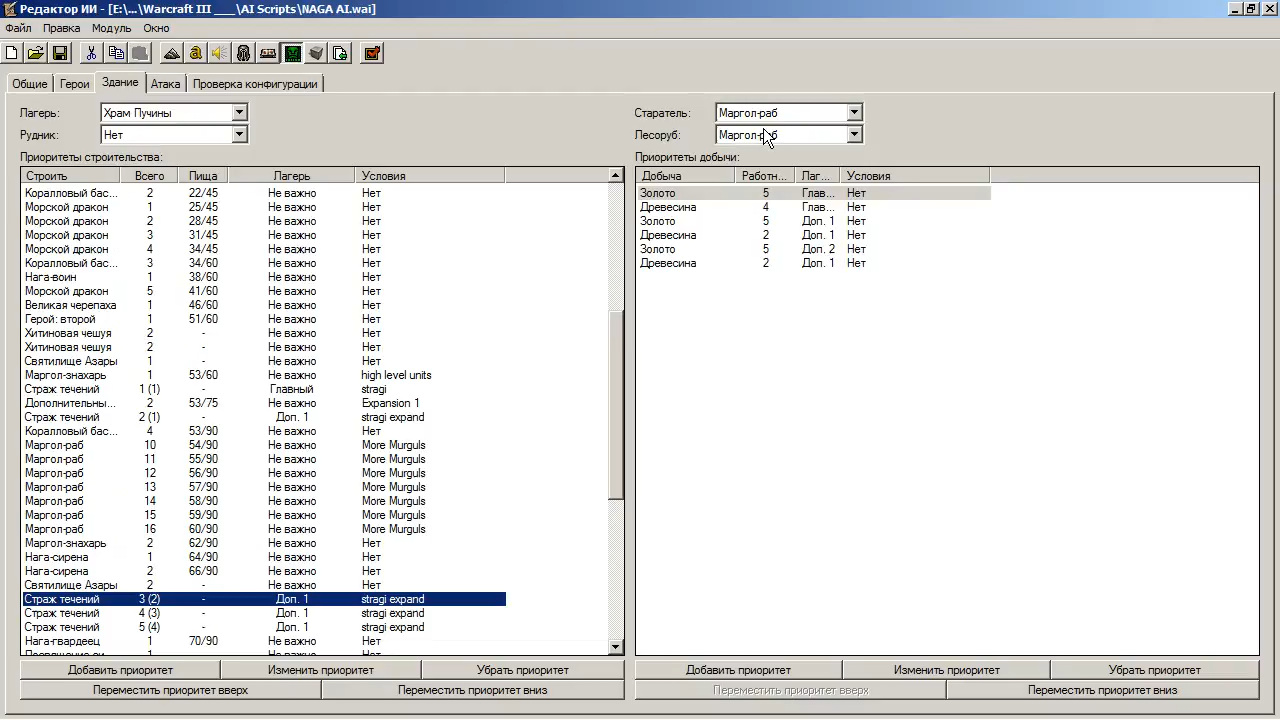 Редактор ИИ - [E:\...\Warcraft III ____\AI Scripts\NAGA AI.wai]
Файл Правка Модуль Окно
Общие Герои Здание Атака Проверка конфигурации
Лагерь: Храм Пучины
Рудник: Нет
Приоритеты строительства:
Строить Всего Пища Лагерь Условия
Коралловый бас... 2 22/45 Не важно Нет
Морской дракон 1 25/45 Не важно Нет
Морской дракон 2 28/45 Не важно Нет
Морской дракон 3 31/45 Не важно Нет
Морской дракон 4 34/45 Не важно Нет
Коралловый бас... 3 34/60 Не важно Нет
Нага-воин 1 38/60 Не важно Нет
Морской дракон 5 41/60 Не важно Нет
Великая черепаха 1 46/60 Не важно Нет
Герой: второй 1 51/60 Не важно Нет
Хитиновая чешуя 2 - Не важно Нет
Хитиновая чешуя 2 - Не важно Нет
Святилище Азары 1 - Не важно Нет
Маргол-знахарь 1 53/60 Не важно high level units
Страж течений 1 (1) - Главный stragi
Дополнительны... 2 53/75 Не важно Expansion 1
Страж течений 2 (1) - Доп. 1 stragi expand
Коралловый бас... 4 53/90 Не важно Нет
Маргол-раб 10 54/90 Не важно More Murguls
Маргол-раб 11 55/90 Не важно More Murguls
Маргол-раб 12 56/90 Не важно More Murguls
Маргол-раб 13 57/90 Не важно More Murguls
Маргол-раб 14 58/90 Не важно More Murguls
Маргол-раб 15 59/90 Не важно More Murguls
Маргол-раб 16 60/90 Не важно More Murguls
Маргол-знахарь 2 62/90 Не важно Нет
Нага-сирена 1 64/90 Не важно Нет
Нага-сирена 2 66/90 Не важно Нет
Святилище Азары 2 - Не важно Нет
Страж течений 3 (2) - Доп. 1 stragi expand
Страж течений 4 (3) - Доп. 1 stragi expand
Страж течений 5 (4) - Доп. 1 stragi expand
Нага-гвардеец 1 70/90 Не важно Нет
Добавить приоритет Изменить приоритет Убрать приоритет
Переместить приоритет вверх Переместить приоритет вниз
Старатель: Маргол-раб
Лесоруб: Маргол-раб
Приоритеты добычи:
Добыча Работн... Лаг... Условия
Золото 5 Глав... Нет
Древесина 4 Глав... Нет
Золото 5 Доп. 1 Нет
Древесина 2 Доп. 1 Нет
Золото 5 Доп. 2 Нет
Древесина 2 Доп. 1 Нет
Добавить приоритет Изменить приоритет Убрать приоритет
Переместить приоритет вверх Переместить приоритет вниз